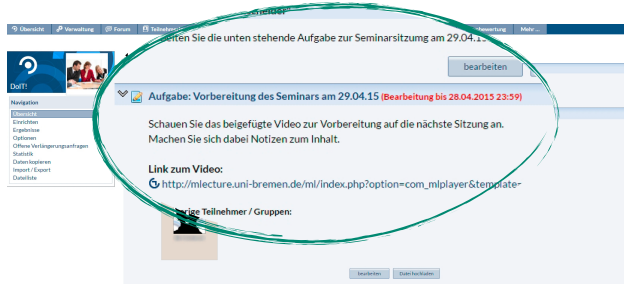 Übersicht Verwaltung Forum Mehr ...
beiten Sie die unten stehende Aufgabe zur Seminarsitzung am 29.04.15
bearbeiten
DoIT!
Navigation
Übersicht
Einrichten
Ergebnisse
Optionen
Offene Verlängerungsanfragen
Statistik
Daten kopieren
Import / Export
Dateiliste
Aufgabe: Vorbereitung des Seminars am 29.04.15 (Bearbeitung bis 28.04.2015 23:59)
Schauen Sie das beigefügte Video zur Vorbereitung auf die nächste Sitzung an.
Machen Sie sich dabei Notizen zum Inhalt.
Link zum Video:
http://mlecture.uni-bremen.de/ml/index.php?option=com_mlplayer&template=
rige Teilnehmer / Gruppen:
bearbeiten Datei hochladen